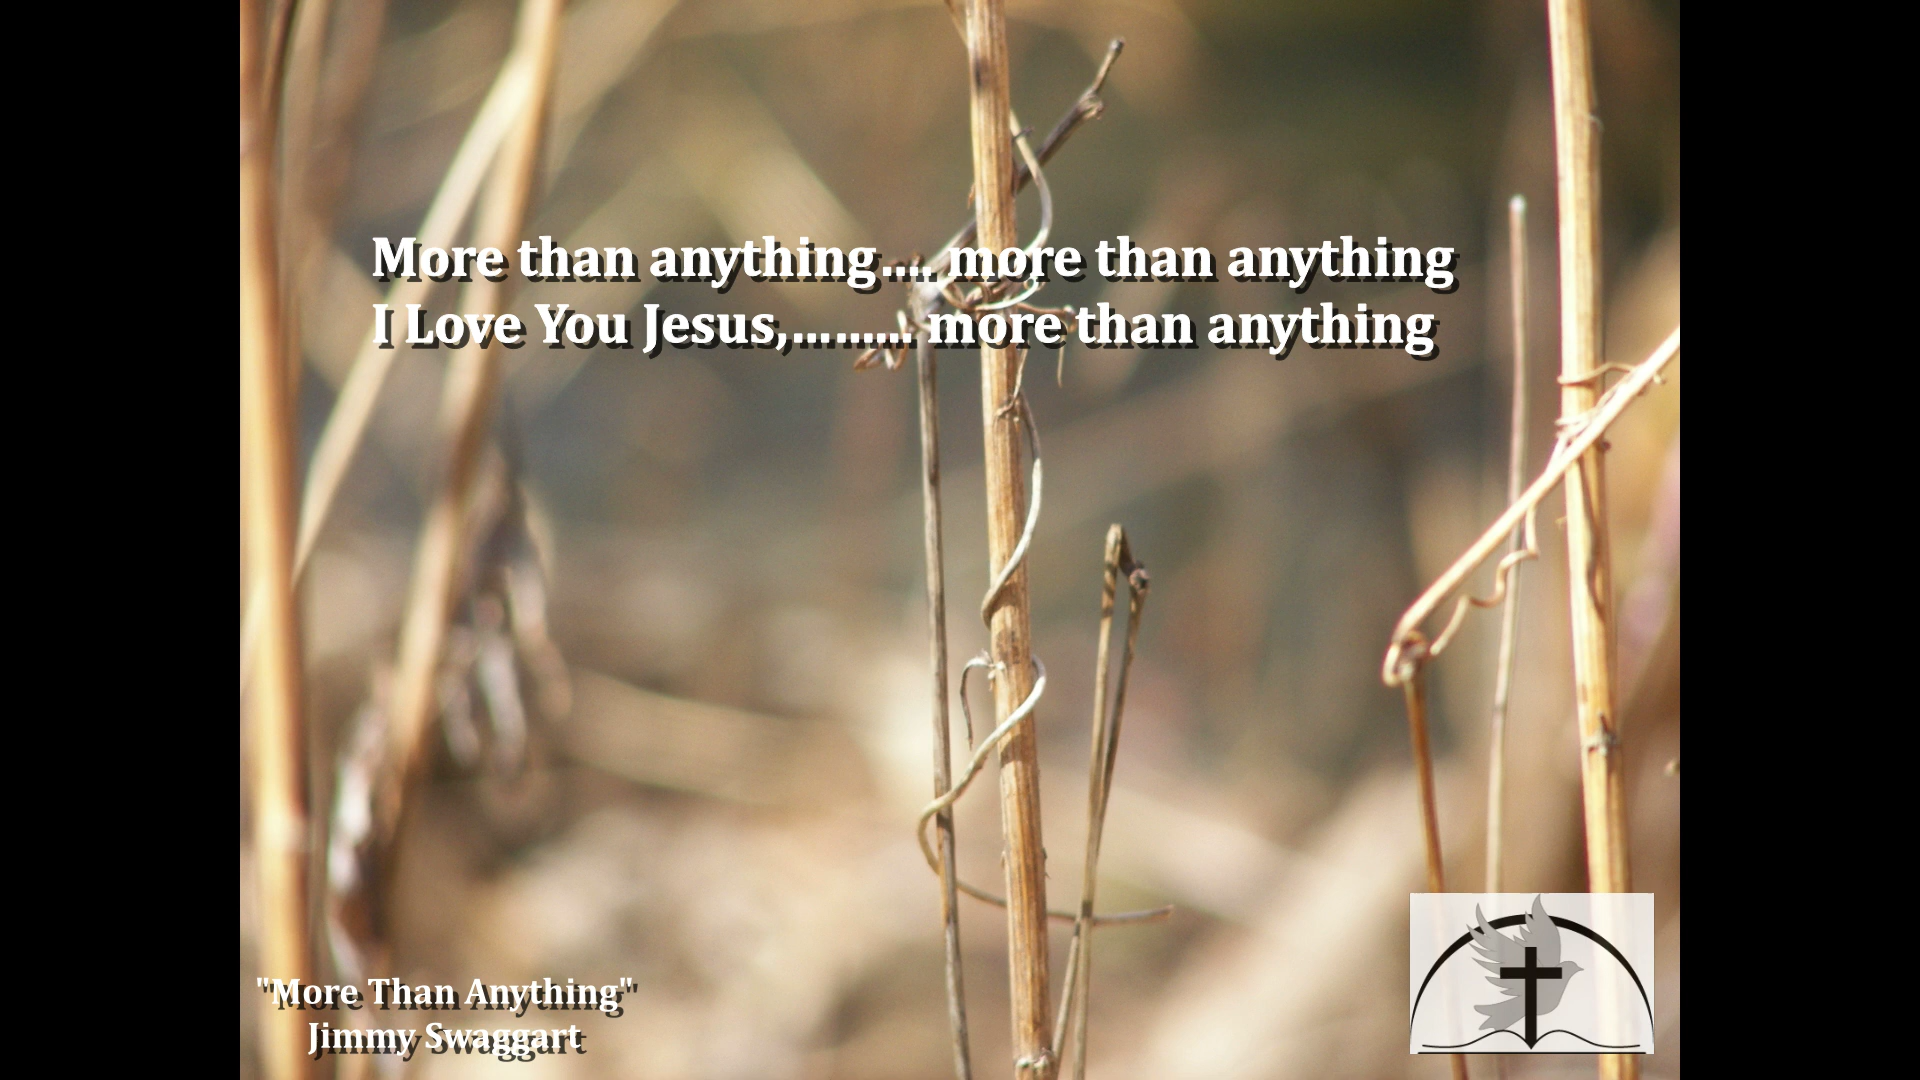 More than anything…. more than anything
I Love You Jesus,……… more than anything
"More Than Anything"
Jimmy Swaggart